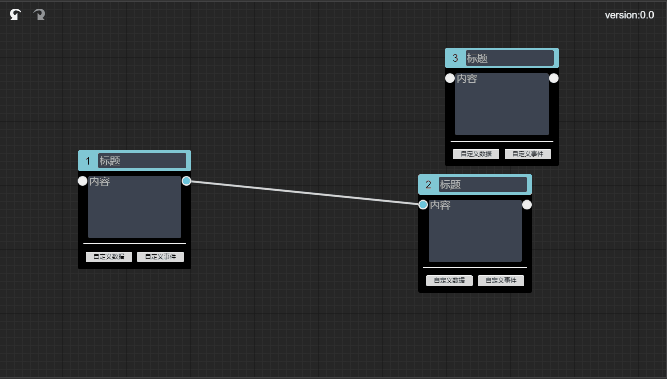 version:0.0
3 标题
内容
自定义数据 自定义事件
1 标题
内容
自定义数据 自定义事件
2 标题
内容
自定义数据 自定义事件